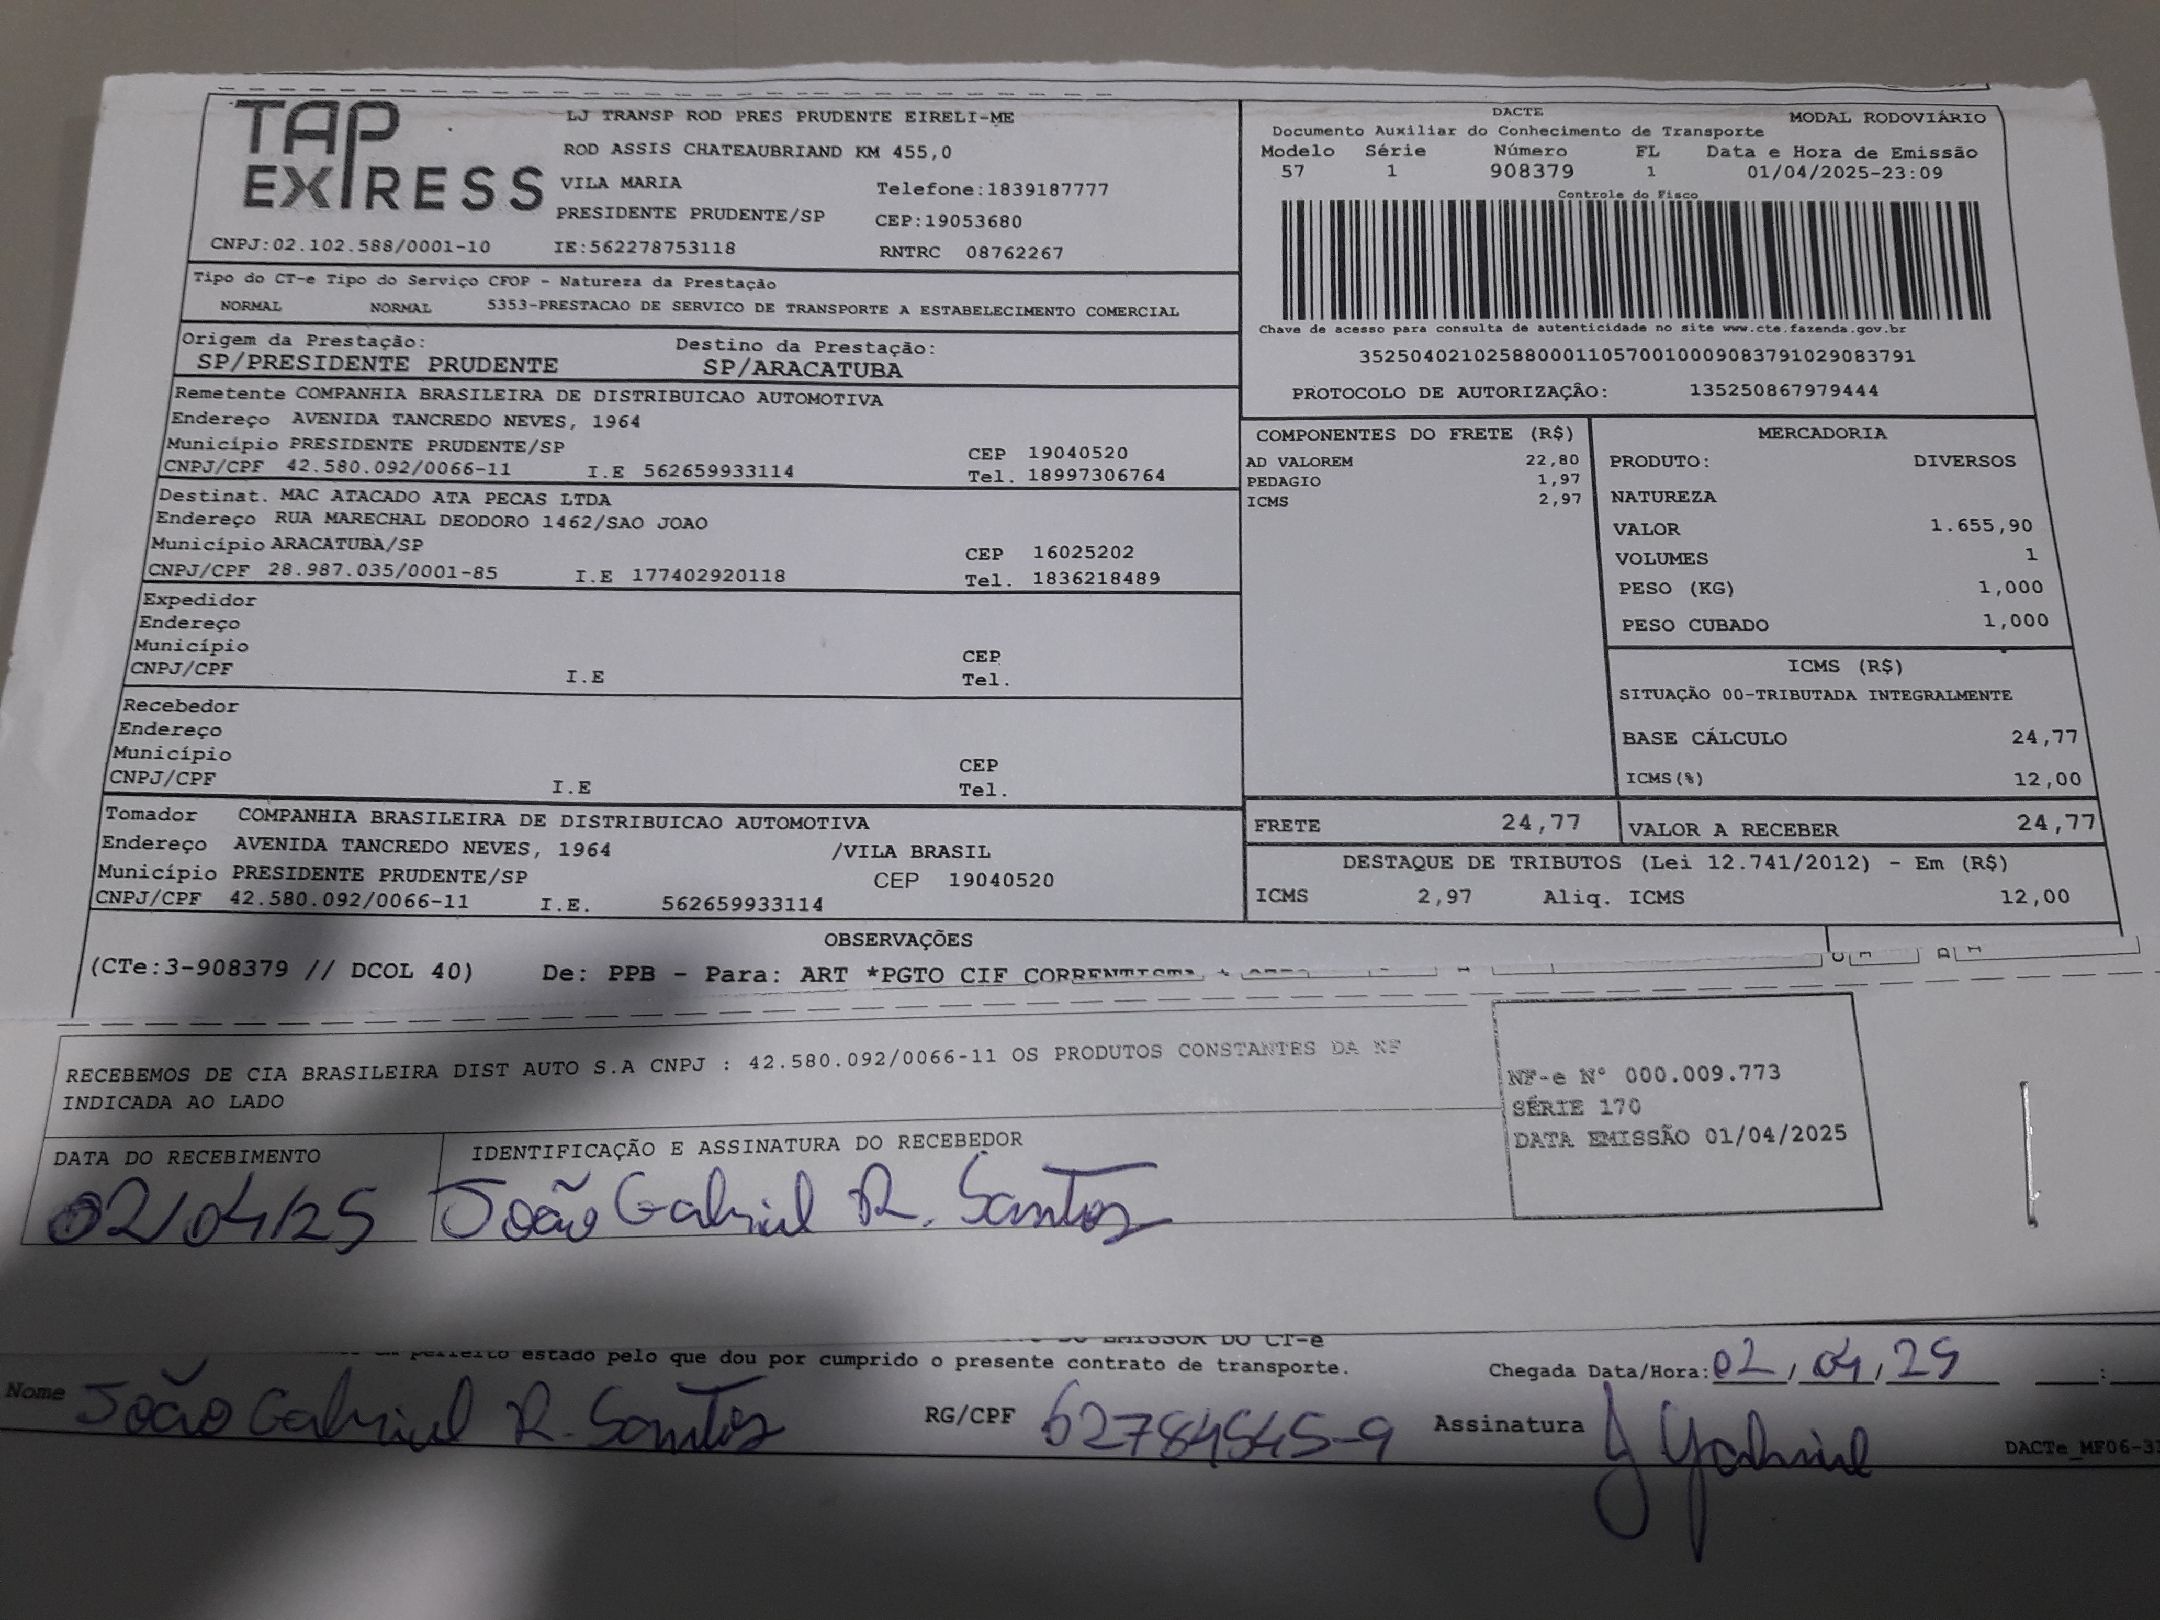 TAP EXPRESS
LJ TRANSP ROD PRES PRUDENTE EIRELI-ME
ROD ASSIS CHATEAUBRIAND KM 455,0
VILA MARIA Telefone:1839187777
PRESIDENTE PRUDENTE/SP CEP:19053680
CNPJ:02.102.588/0001-10 IE:562278753118 RNTRC 08762267
DACTE MODAL RODOVIÁRIO
Documento Auxiliar do Conhecimento de Transporte
Modelo Série Número FL Data e Hora de Emissão
57 1 908379 1 01/04/2025-23:09
Controle do Fisco
Chave de acesso para consulta de autenticidade no site www.cte.fazenda.gov.br
35250402102588000110570010009083791029083791
PROTOCOLO DE AUTORIZAÇÃO: 135250867979444
Tipo do CT-e Tipo do Serviço CFOP - Natureza da Prestação
NORMAL NORMAL 5353-PRESTACAO DE SERVICO DE TRANSPORTE A ESTABELECIMENTO COMERCIAL
Origem da Prestação: Destino da Prestação:
SP/PRESIDENTE PRUDENTE SP/ARACATUBA
Remetente COMPANHIA BRASILEIRA DE DISTRIBUICAO AUTOMOTIVA
Endereço AVENIDA TANCREDO NEVES, 1964
Município PRESIDENTE PRUDENTE/SP CEP 19040520
CNPJ/CPF 42.580.092/0066-11 I.E 562659933114 Tel. 18997306764
Destinat. MAC ATACADO ATA PECAS LTDA
Endereço RUA MARECHAL DEODORO 1462/SAO JOAO
Município ARACATUBA/SP CEP 16025202
CNPJ/CPF 28.987.035/0001-85 I.E 177402920118 Tel. 1836218489
Expedidor
Endereço
Município CEP
CNPJ/CPF I.E Tel.
Recebedor
Endereço
Município CEP
CNPJ/CPF I.E Tel.
Tomador COMPANHIA BRASILEIRA DE DISTRIBUICAO AUTOMOTIVA
Endereço AVENIDA TANCREDO NEVES, 1964 /VILA BRASIL
Município PRESIDENTE PRUDENTE/SP CEP 19040520
CNPJ/CPF 42.580.092/0066-11 I.E. 562659933114
COMPONENTES DO FRETE (R$)
AD VALOREM 22,80
PEDAGIO 1,97
ICMS 2,97
MERCADORIA
PRODUTO: DIVERSOS
NATUREZA
VALOR 1.655,90
VOLUMES 1
PESO (KG) 1,000
PESO CUBADO 1,000
ICMS (R$)
SITUAÇÃO 00-TRIBUTADA INTEGRALMENTE
BASE CÁLCULO 24,77
ICMS(%) 12,00
FRETE 24,77 VALOR A RECEBER 24,77
DESTAQUE DE TRIBUTOS (Lei 12.741/2012) - Em (R$)
ICMS 2,97 Aliq. ICMS 12,00
OBSERVAÇÕES
(CTe:3-908379 // DCOL 40) De: PPB - Para: ART *PGTO CIF CORRENTISTA
RECEBEMOS DE CIA BRASILEIRA DIST AUTO S.A CNPJ : 42.580.092/0066-11 OS PRODUTOS CONSTANTES DA NF
INDICADA AO LADO
NF-e N° 000.009.773
SÉRIE 170
DATA EMISSÃO 01/04/2025
DATA DO RECEBIMENTO IDENTIFICAÇÃO E ASSINATURA DO RECEBEDOR
02/04/25 João Gabriel R. Santos
EMISSOR DO CT-e
perfeito estado pelo que dou por cumprido o presente contrato de transporte. Chegada Data/Hora: 02/04/25 :
Nome João Gabriel R. Santos RG/CPF 62784545-9 Assinatura J Gabriel
DACTe_MF06-